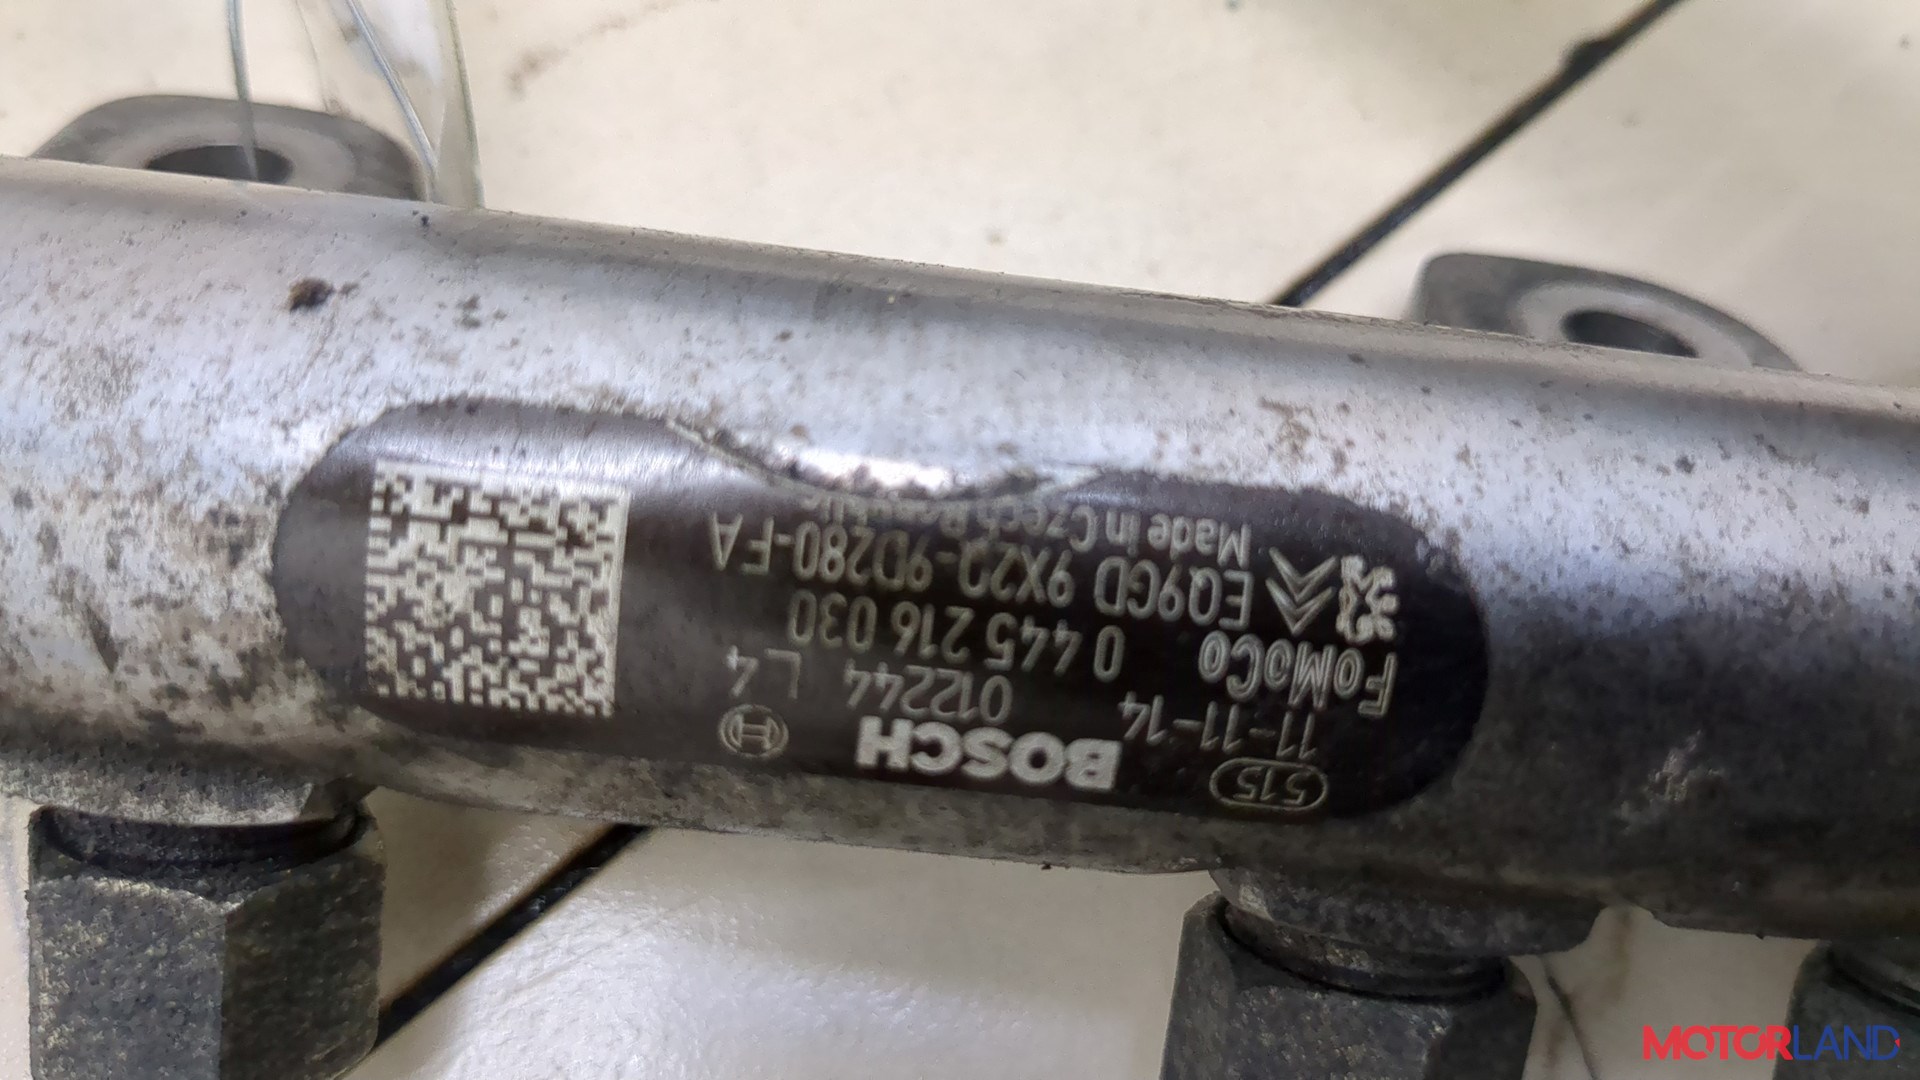 515 BOSCH
11-11-14 012244 L4
FoMoCo 0 445 216 030
EQ9GD 9X2Q-9D280-FA
Made in Czech Republic
MOTORLAND